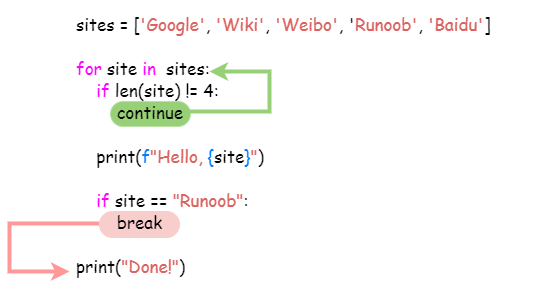 sites = ['Google', 'Wiki', 'Weibo', 'Runoob', 'Baidu']
for site in sites:
if len(site) != 4:
continue
print(f"Hello, {site}")
if site == "Runoob":
break
print("Done!")